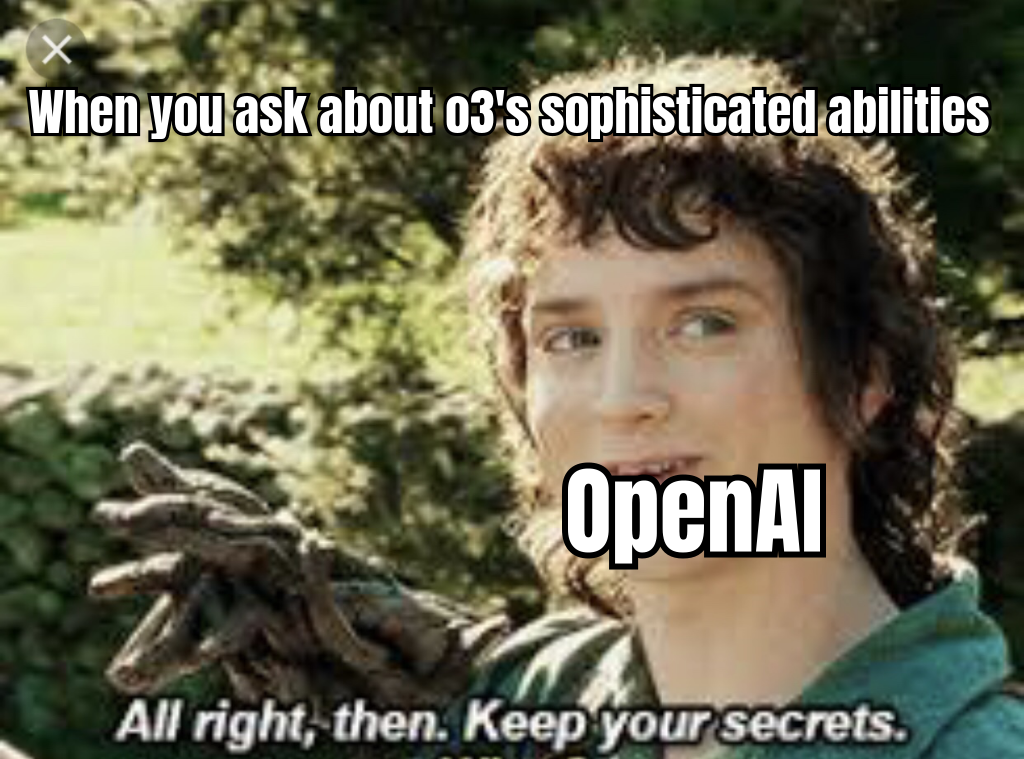 When you ask about o3's sophisticated abilities
OpenAI
All right, then. Keep your secrets.